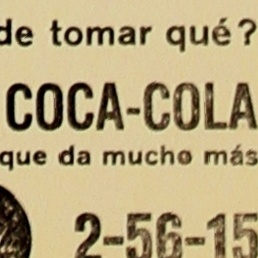 de tomar qué?
COCA-COLA
que da mucho más
2-56-15